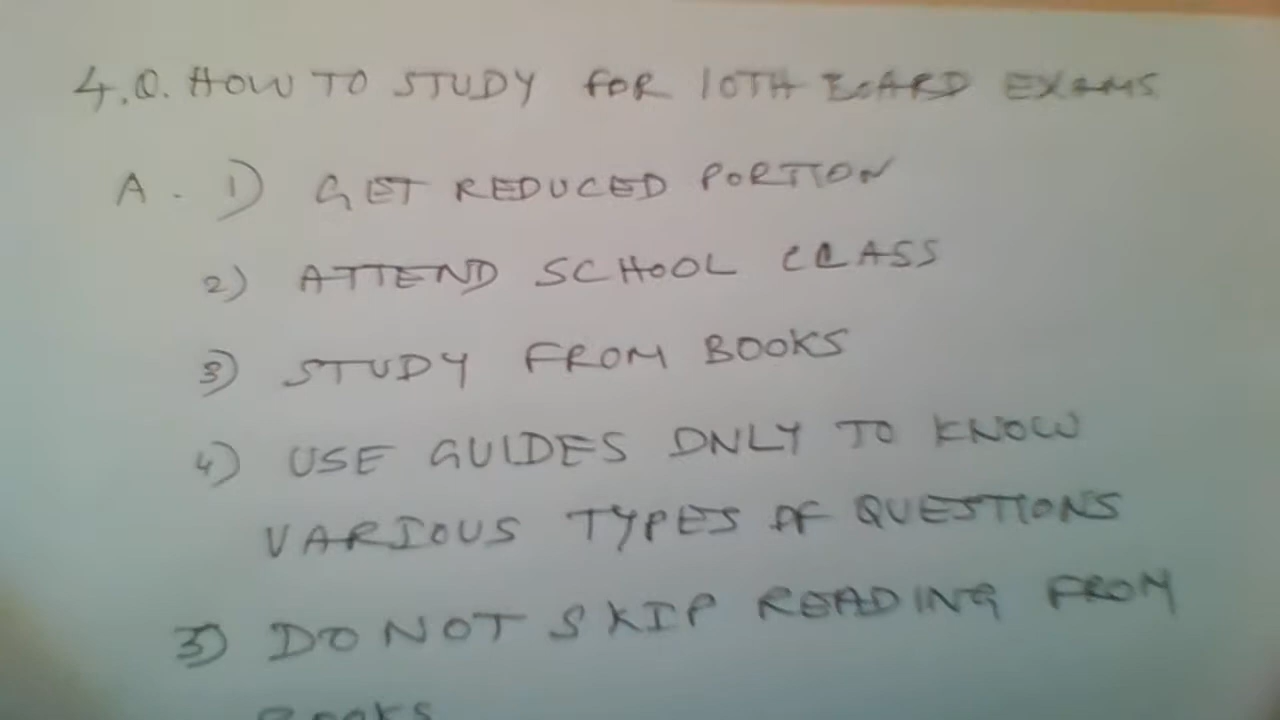 4.Q. HOW TO STUDY FOR 10TH BOARD EXAMS
A. 1) GET REDUCED PORTION
2) ATTEND SCHOOL CLASS
3) STUDY FROM BOOKS
4) USE GUIDES ONLY TO KNOW
VARIOUS TYPES OF QUESTIONS
5) DO NOT SKIP READING FROM
BOOKS